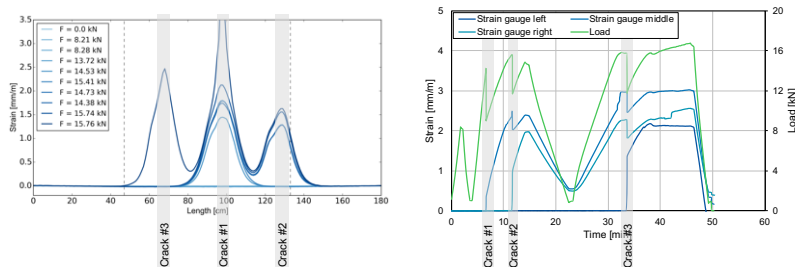 3.5
3.0
2.5
2.0
1.5
1.0
0.5
0.0
Strain [mm/m]
F = 0.0 kN
F = 8.21 kN
F = 8.28 kN
F = 13.72 kN
F = 14.53 kN
F = 15.41 kN
F = 14.73 kN
F = 14.38 kN
F = 15.74 kN
F = 15.76 kN
0 20 40 60 80 100 120 140 160 180
Length [cm]
Crack #3
Crack #1
Crack #2
5
4
3
2
1
0
Strain [mm/m]
Strain gauge left
Strain gauge middle
Strain gauge right
Load
20
16
12
8
4
0
Load [kN]
0 10 20 30 40 50 60
Time [min]
Crack #1
Crack #2
Crack #3